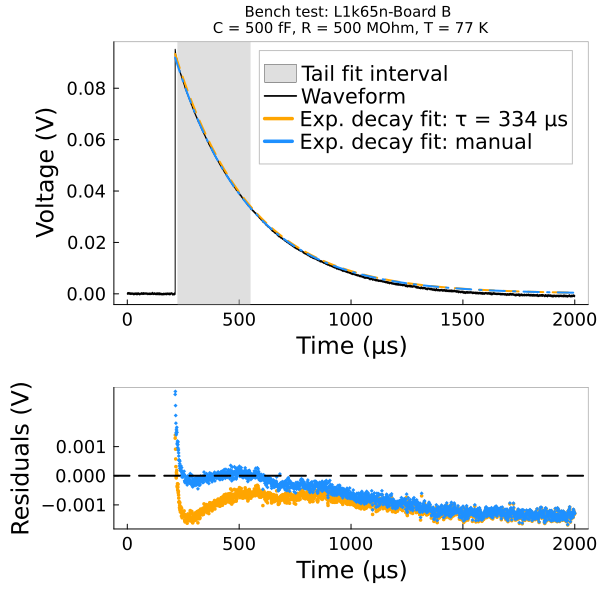 Bench test: L1k65n-Board B
C = 500 fF, R = 500 MOhm, T = 77 K
Tail fit interval
Waveform
Exp. decay fit: τ = 334 µs
Exp. decay fit: manual
Voltage (V)
0.08
0.06
0.04
0.02
0.00
0 500 1000 1500 2000
Time (µs)
Residuals (V)
0.001
0.000
−0.001
0 500 1000 1500 2000
Time (µs)